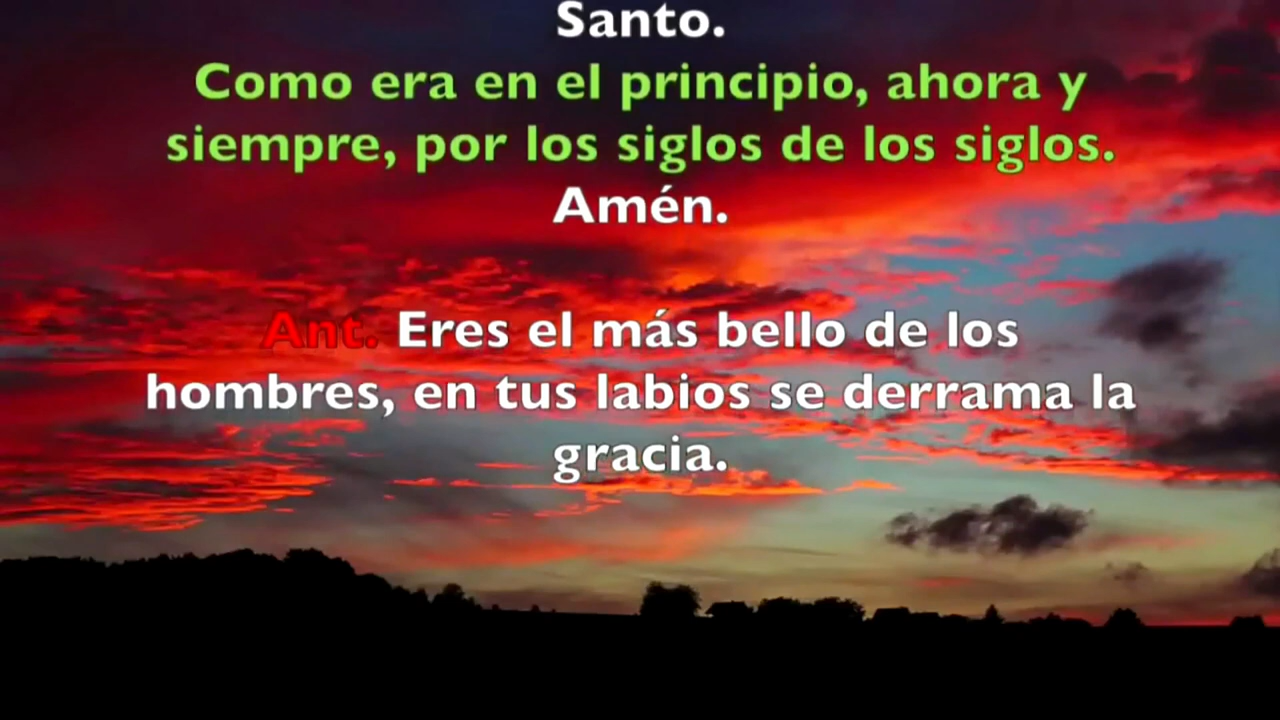 Santo.
Como era en el principio, ahora y
siempre, por los siglos de los siglos.
Amén.
Ant. Eres el más bello de los
hombres, en tus labios se derrama la
gracia.